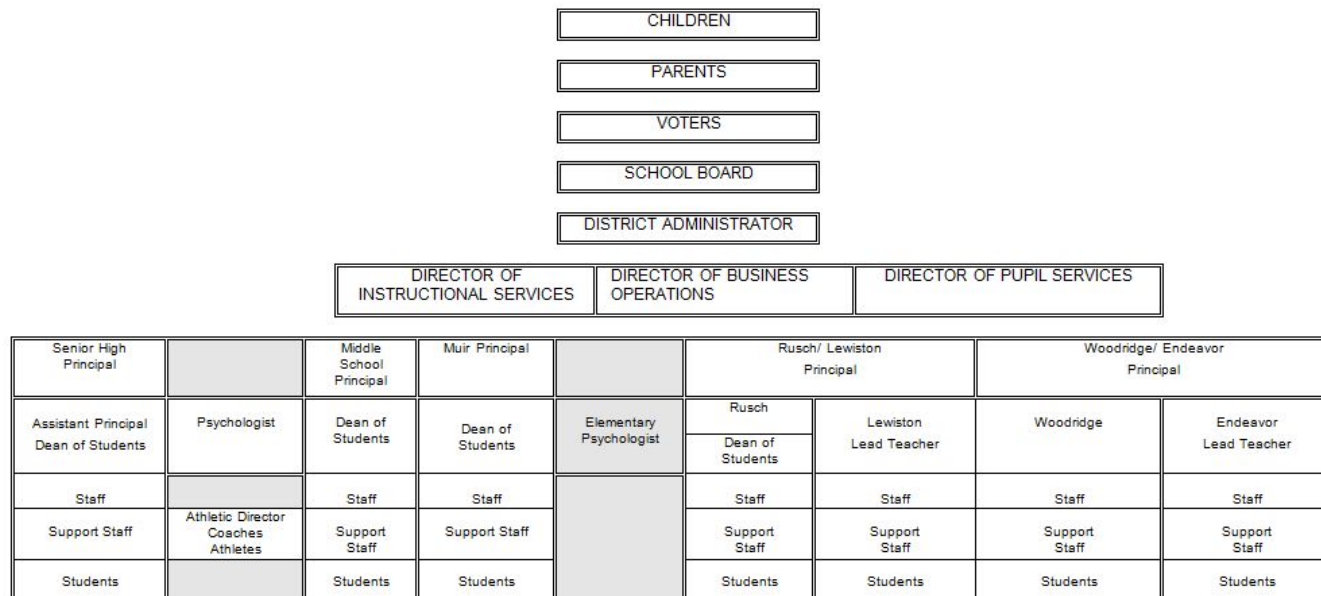 CHILDREN
PARENTS
VOTERS
SCHOOL BOARD
DISTRICT ADMINISTRATOR
DIRECTOR OF
INSTRUCTIONAL SERVICES
DIRECTOR OF BUSINESS
OPERATIONS
DIRECTOR OF PUPIL SERVICES
Senior High
Principal
Middle
School
Principal
Muir Principal
Rusch/ Lewiston
Principal
Woodridge/ Endeavor
Principal
Assistant Principal
Dean of Students
Psychologist
Dean of
Students
Dean of
Students
Elementary
Psychologist
Rusch
Dean of
Students
Lewiston
Lead Teacher
Woodridge
Endeavor
Lead Teacher
Staff
Staff
Staff
Staff
Staff
Staff
Staff
Support Staff
Athletic Director
Coaches
Athletes
Support
Staff
Support Staff
Support
Staff
Support
Staff
Support
Staff
Support
Staff
Students
Students
Students
Students
Students
Students
Students